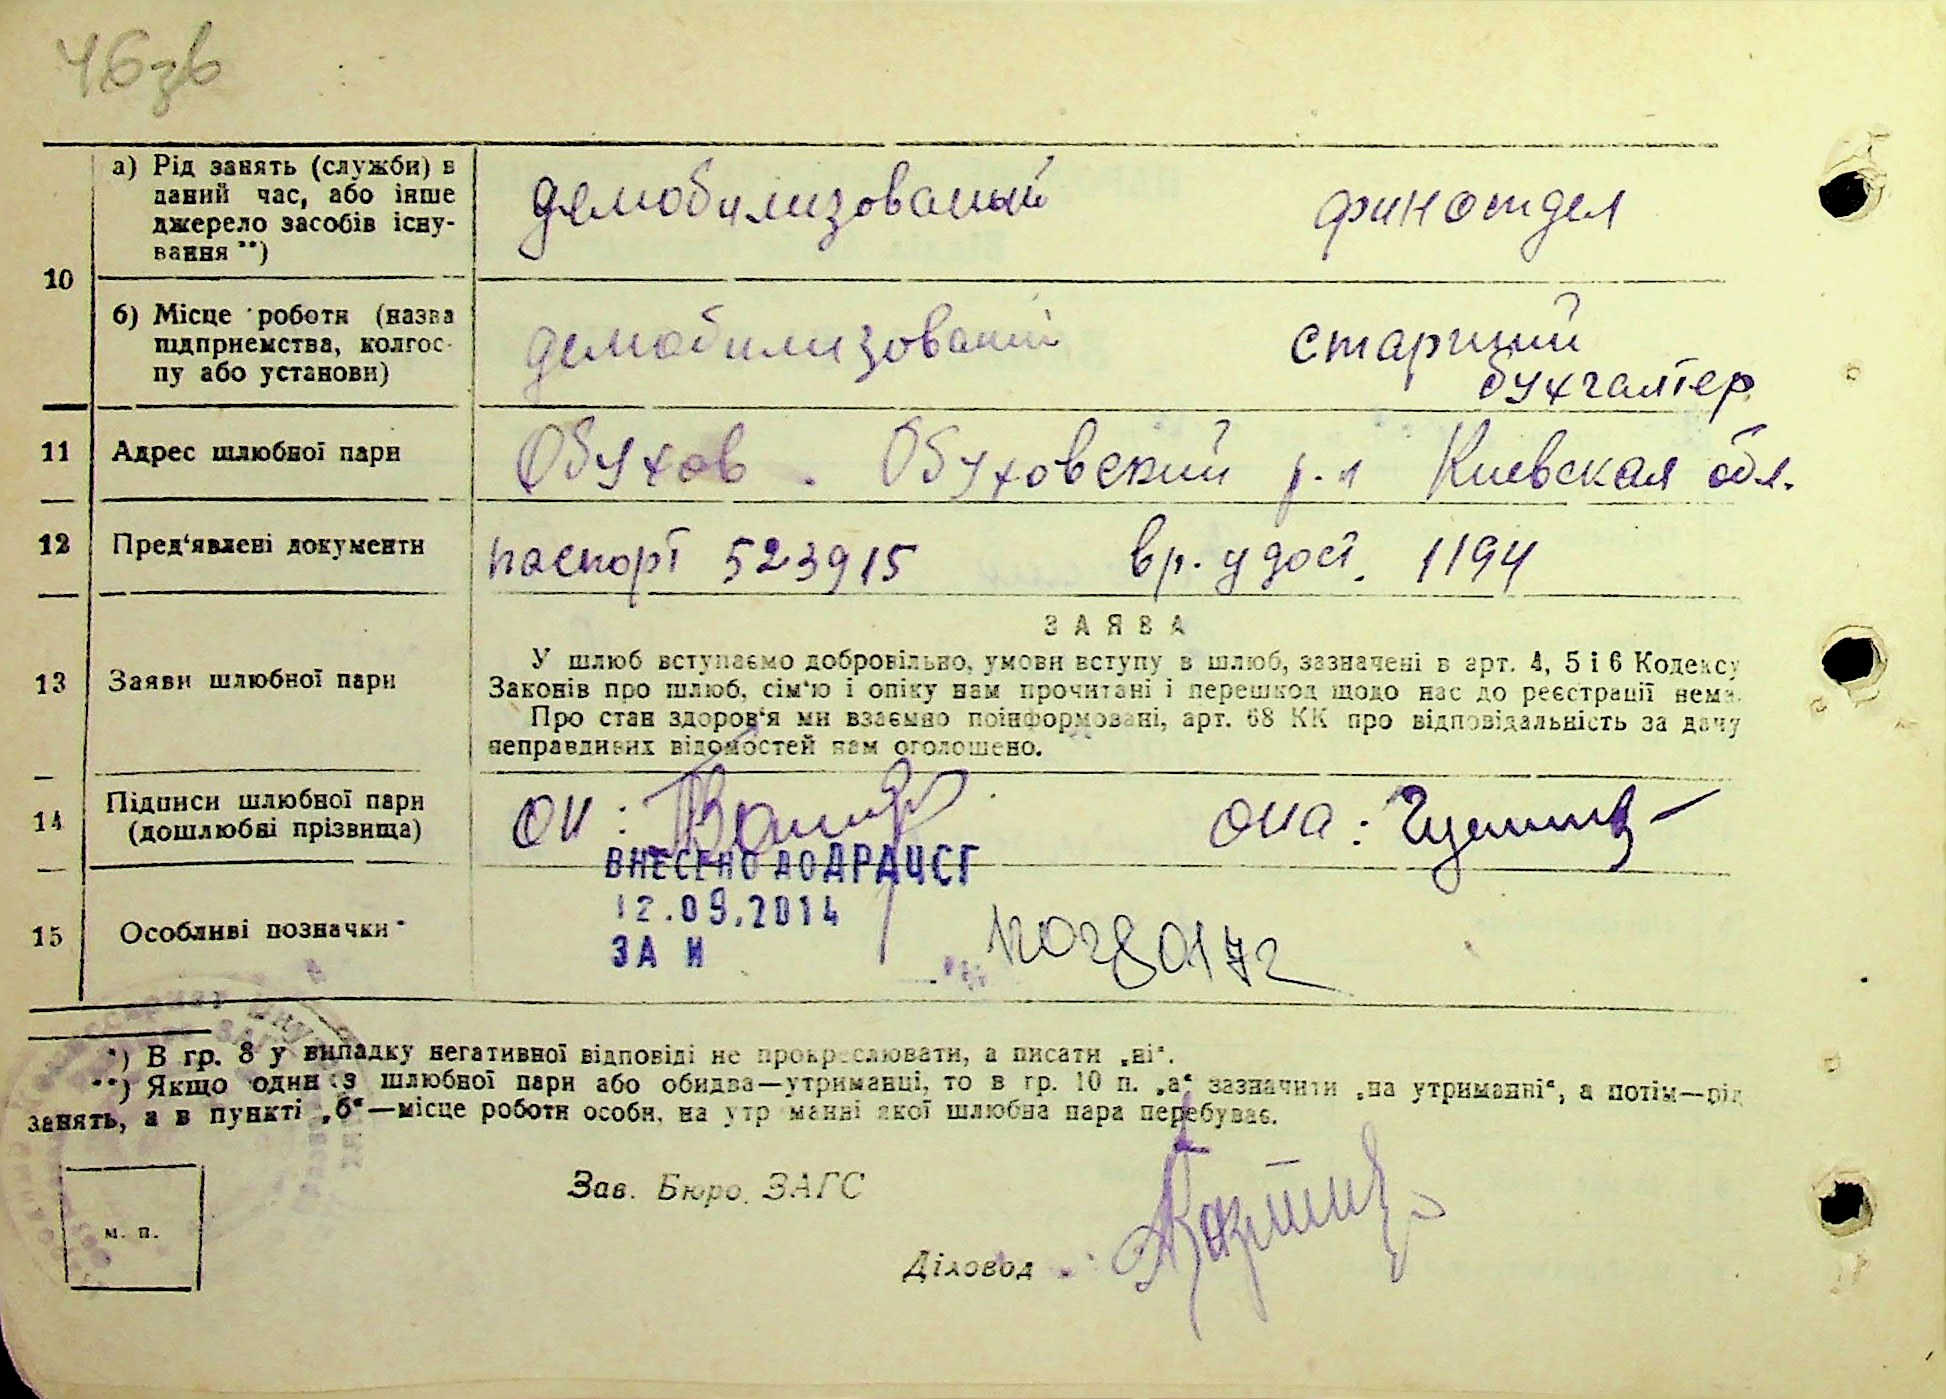 46зв
10
а) Рід занять (служби) в
даний час, або інше
джерело засобів існу-
вання **)
демобилизованый
финотдел
б) Місце роботи (назва
підприемства, колгос-
пу або установи)
демобилизований
старший
бухгалтер
11 Адрес шлюбної пари
Обухов. Обуховский р-н Киевская обл.
12 Пред‘явлені документи
паспорт 523915 вр. удост. 1194
13 Заяви шлюбної пари
ЗАЯВА
У шлюб вступаємо добровільно, умови вступу в шлюб, зазначені в арт. 4, 5 і 6 Кодексу
Законів про шлюб, сім‘ю і опіку нам прочитані і перешкод щодо нас до реєстрації нема.
Про стан здоров‘я ми взаємно поінформовані, арт. 68 КК про відповідальність за дачу
неправдивих відомостей нам оголошено.
14 Підписи шлюбної пари
(дошлюбні прізвища)
он:
она:
ВНЕСЕНО ДО ДРАЦСГ
12.09.2014
ЗА N
15 Особливі позначки
*) В гр. 8 у випадку негативної відповіді не прокреслювати, а писати „ні“.
**) Якщо один з шлюбної пари або обидва—утриманці, то в гр. 10 п. „а“ зазначити „на утриманні“, а потім—рід
занять, а в пункті „б“—місце роботи особи, на утриманні якої шлюбна пара перебуває.
м. п.
Зав. Бюро ЗАГС
Діловод